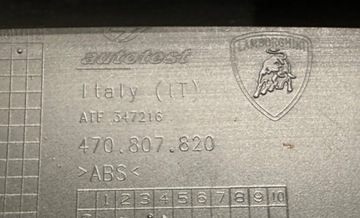 autotest
LAMBORGHINI
Italy (IT)
ATF 347216
470.807.820
>ABS<
1 2 3 4 5 6 7 8 9 10